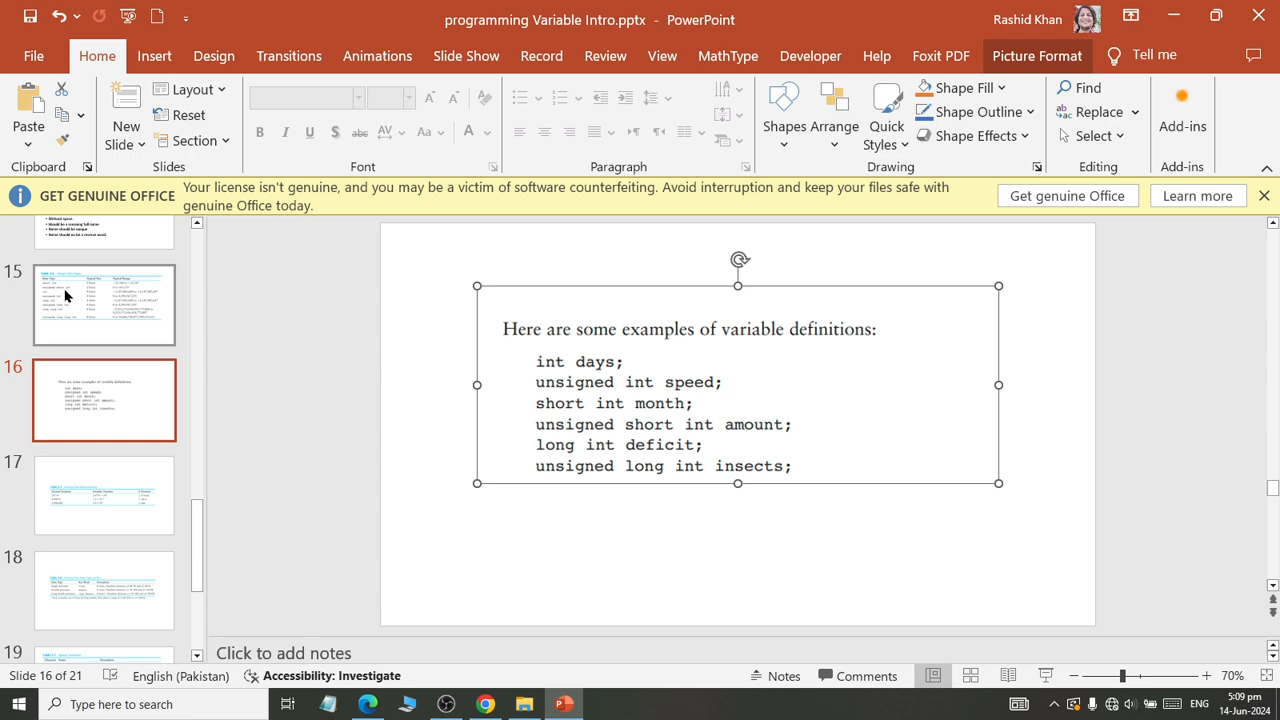 programming Variable Intro.pptx - PowerPoint
Rashid Khan
File Home Insert Design Transitions Animations Slide Show Record Review View MathType Developer Help Foxit PDF Picture Format Tell me
Paste
Clipboard
New Slide
Layout
Reset
Section
Slides
Font
Paragraph
Shapes
Arrange
Quick Styles
Shape Fill
Shape Outline
Shape Effects
Drawing
Find
Replace
Select
Editing
Add-ins
Add-ins
GET GENUINE OFFICE
Your license isn't genuine, and you may be a victim of software counterfeiting. Avoid interruption and keep your files safe with
genuine Office today.
Get genuine Office
Learn more
15
16
17
18
19
Here are some examples of variable definitions:
int days;
unsigned int speed;
short int month;
unsigned short int amount;
long int deficit;
unsigned long int insects;
Click to add notes
Slide 16 of 21
English (Pakistan)
Accessibility: Investigate
Notes
Comments
70%
Type here to search
ENG
5:09 pm
14-Jun-2024